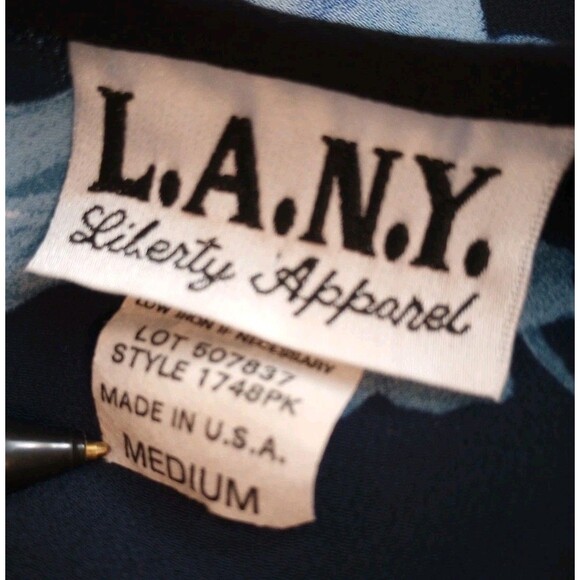 L.A.N.Y.
Liberty Apparel
LOW IRON IF NECESSARY
LOT 507837
STYLE 1748PK
MADE IN U.S.A.
MEDIUM